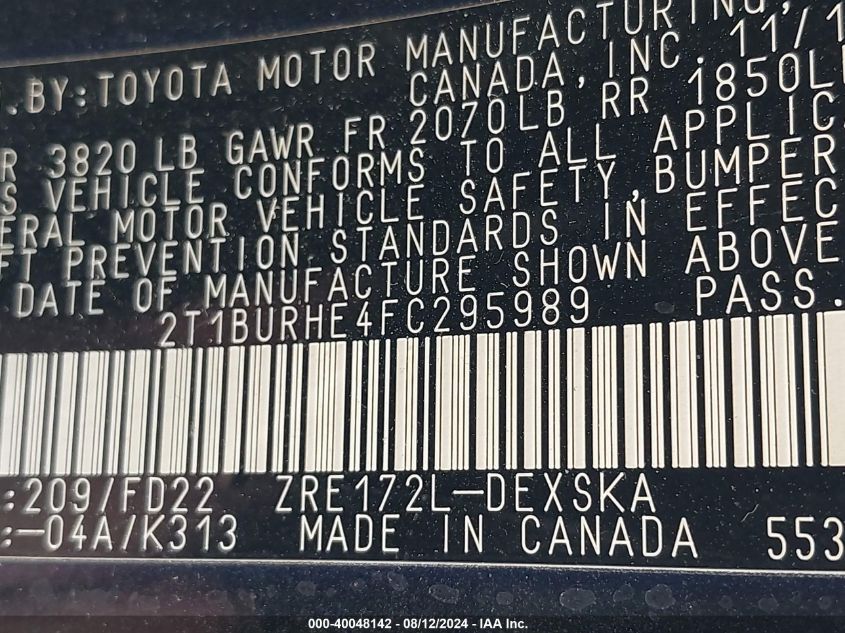 .BY:TOYOTA MOTOR MANUFACTURING,
CANADA, INC. 11/1
R 3820 LB GAWR FR 2070LB RR 1850L
S VEHICLE CONFORMS TO ALL APPLIC
ERAL MOTOR VEHICLE SAFETY, BUMPER
FT PREVENTION STANDARDS IN EFFEC
DATE OF MANUFACTURE SHOWN ABOVE
2T1BURHE4FC295989 PASS.
:209/FD22 ZRE172L-DEXSKA
:-04A/K313 MADE IN CANADA 553
000-40048142 - 08/12/2024 - IAA Inc.